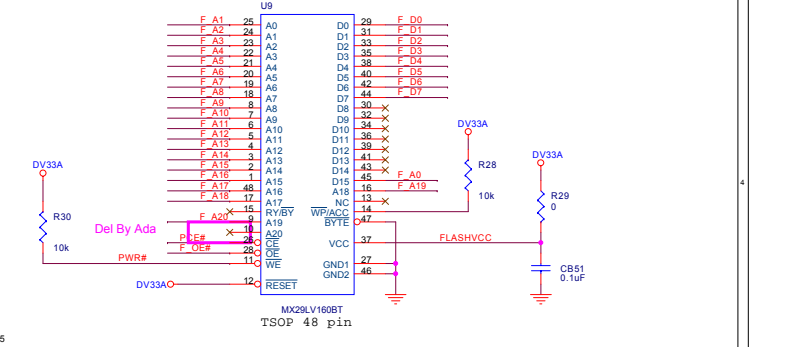 U9
F_A1 25 A0 D0 29 F_D0
F_A2 24 A1 D1 31 F_D1
F_A3 23 A2 D2 33 F_D2
F_A4 22 A3 D3 35 F_D3
F_A5 21 A4 D4 38 F_D4
F_A6 20 A5 D5 40 F_D5
F_A7 19 A6 D6 42 F_D6
F_A8 18 A7 D7 44 F_D7
F_A9 8 A8 D8 30
F_A10 7 A9 D9 32
F_A11 6 A10 D10 34
F_A12 5 A11 D11 36
F_A13 4 A12 D12 39
F_A14 3 A13 D13 41
F_A15 2 A14 D14 43
F_A16 1 A15 D15 45 F_A0
F_A17 48 A16 A18 16 F_A19
F_A18 17 A17 NC 13
15 RY/BY WP/ACC 14
F_A20 9 A19 BYTE 47
10 A20
PCE# 26 CE VCC 37 FLASHVCC
F_OE# 28 OE
PWR# 11 WE GND1 27
GND2 46
DV33A 12 RESET
MX29LV160BT
TSOP 48 pin
DV33A
R30
10k
Del By Ada
DV33A
R28
10k
DV33A
R29
0
CB51
0.1uF
4
5